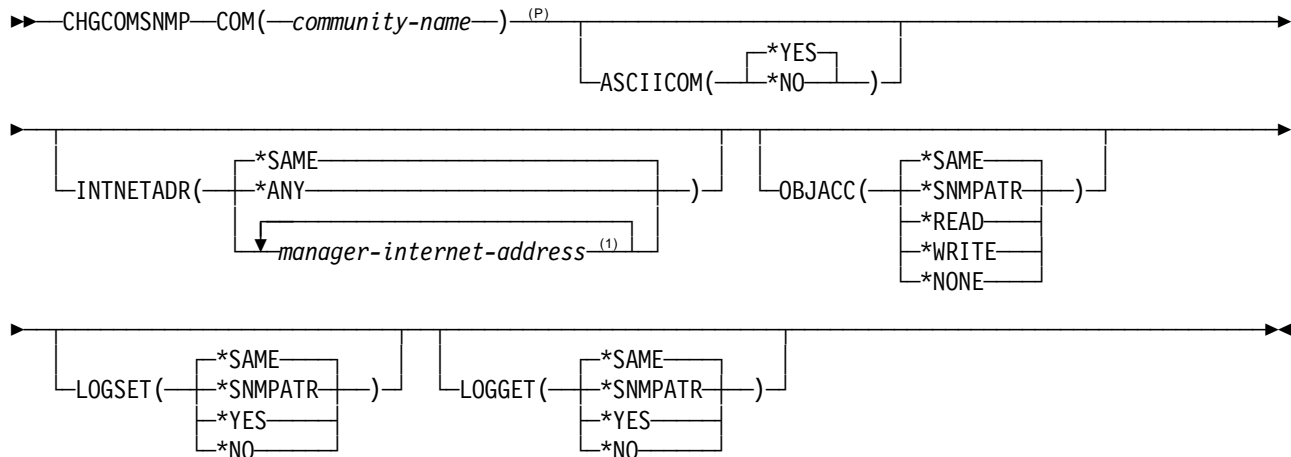 CHGCOMSNMP COM( community-name ) (P)
ASCIICOM( *YES )
*NO
INTNETADR( *SAME )
*ANY
manager-internet-address (1)
OBJACC( *SAME )
*SNMPATR
*READ
*WRITE
*NONE
LOGSET( *SAME )
*SNMPATR
*YES
*NO
LOGGET( *SAME )
*SNMPATR
*YES
*NO